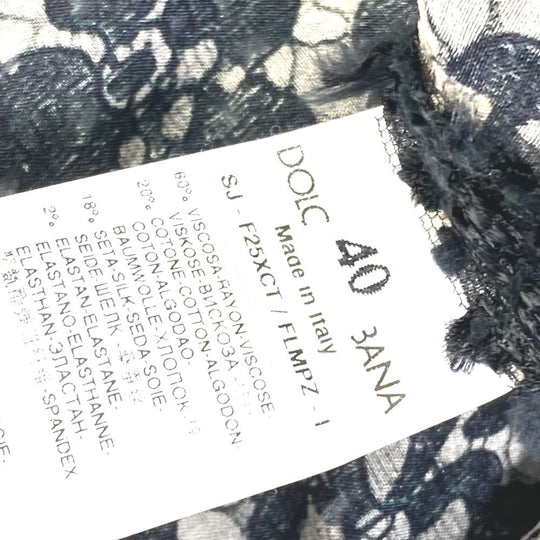 DOLC 40 BANA
Made in Italy
SJ - F25XCT / FLMPZ - I
60% VISCOSA-RAYON-VISCOSE-
VISKOSE-ВИСКОЗА
20% COTONE-COTTON-ALGODON-
COTON-ALGODAO-
BAUMWOLLE-ХЛОПОК
18% SETA-SILK-SEDA-SOIE-
SEIDE-ШЕЛК
2% ELASTAN-ELASTANE-
ELASTANO-ELASTHANNE-
ELASTHAN-ЭЛАСТАН-
SPANDEX